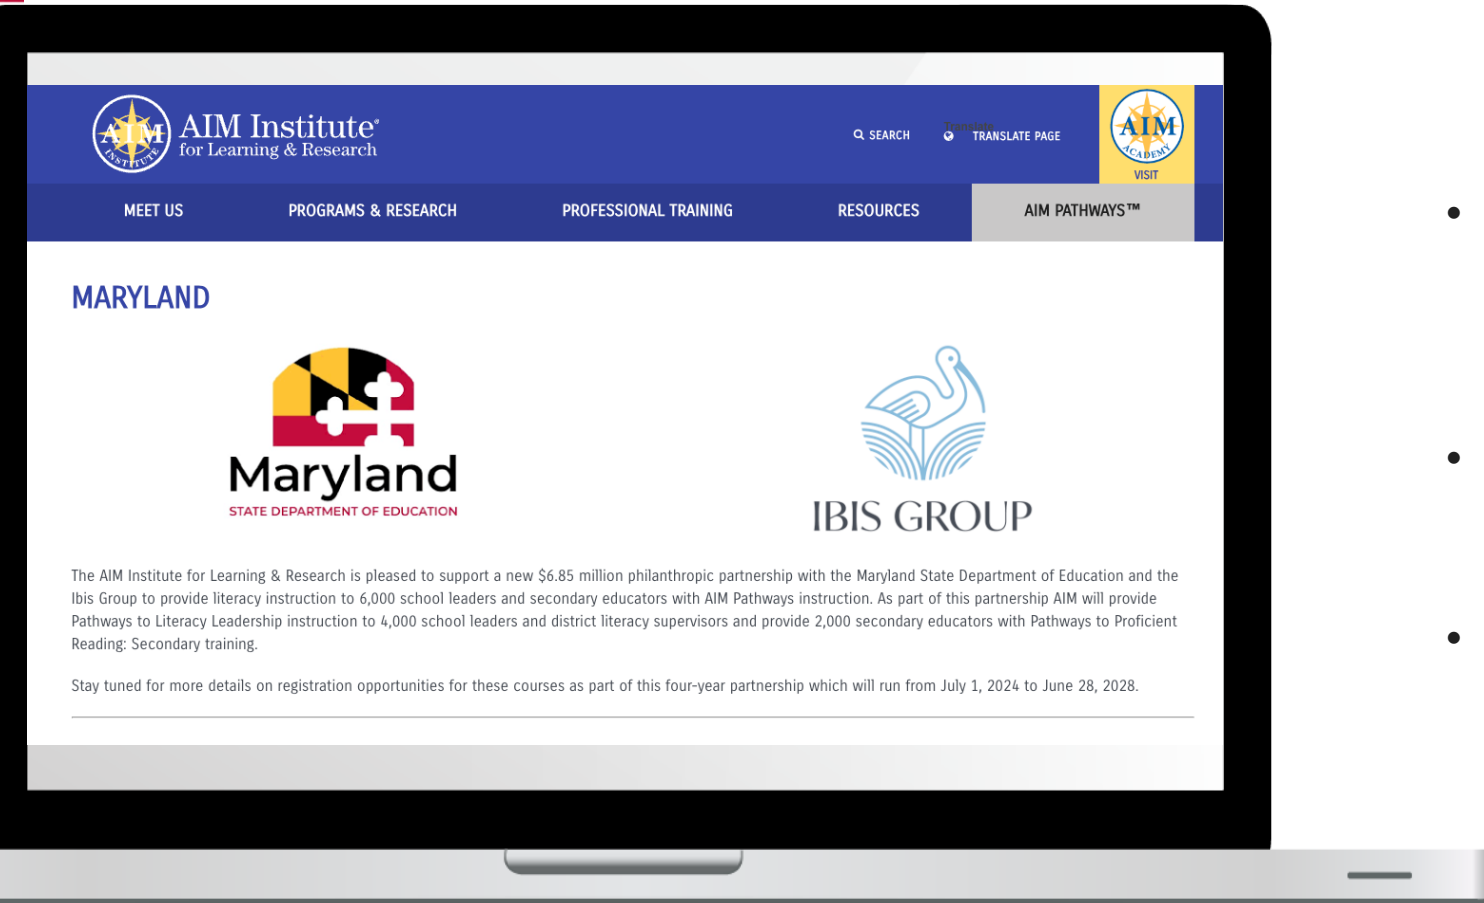 AIM Institute®
for Learning & Research
AIM
INSTITUTE
SEARCH
TRANSLATE PAGE
AIM
ACADEMY
VISIT
MEET US
PROGRAMS & RESEARCH
PROFESSIONAL TRAINING
RESOURCES
AIM PATHWAYS™
MARYLAND
Maryland
STATE DEPARTMENT OF EDUCATION
IBIS GROUP
The AIM Institute for Learning & Research is pleased to support a new $6.85 million philanthropic partnership with the Maryland State Department of Education and the
Ibis Group to provide literacy instruction to 6,000 school leaders and secondary educators with AIM Pathways instruction. As part of this partnership AIM will provide
Pathways to Literacy Leadership instruction to 4,000 school leaders and district literacy supervisors and provide 2,000 secondary educators with Pathways to Proficient
Reading: Secondary training.
Stay tuned for more details on registration opportunities for these courses as part of this four-year partnership which will run from July 1, 2024 to June 28, 2028.